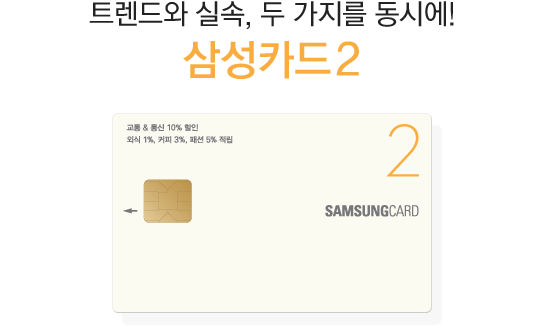 트렌드와 실속, 두 가지를 동시에!
삼성카드 2
교통 & 통신 10% 할인
외식 1%, 커피 3%, 패션 5% 적립
2
SAMSUNGCARD